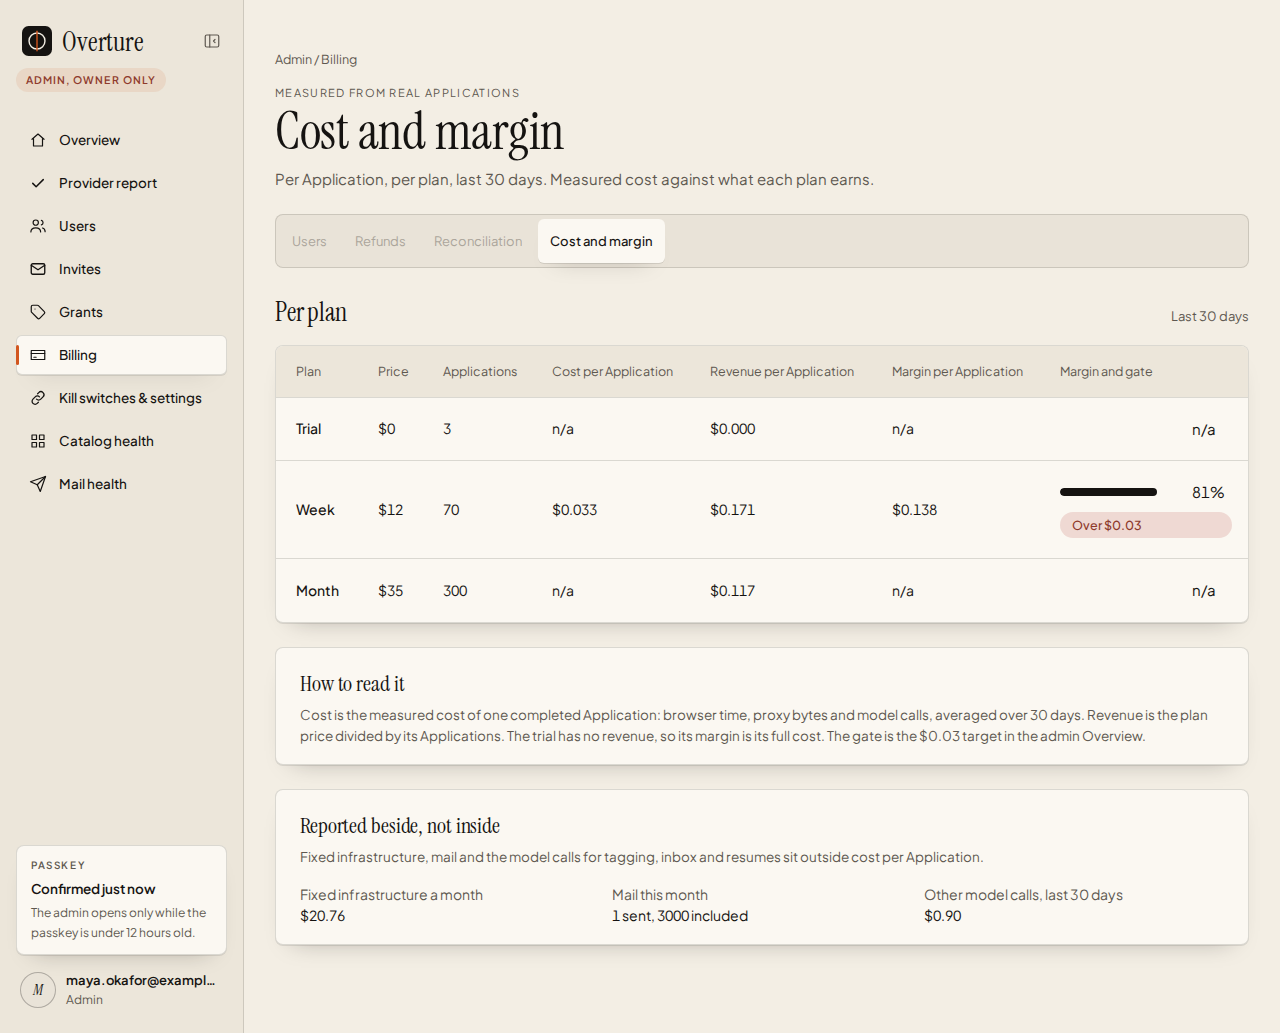 Overture
ADMIN, OWNER ONLY
Overview
Provider report
Users
Invites
Grants
Billing
Kill switches & settings
Catalog health
Mail health
PASSKEY
Confirmed just now
The admin opens only while the
passkey is under 12 hours old.
M
maya.okafor@exampl…
Admin
Admin / Billing
MEASURED FROM REAL APPLICATIONS
Cost and margin
Per Application, per plan, last 30 days. Measured cost against what each plan earns.
Users Refunds Reconciliation Cost and margin
Per plan
Last 30 days
Plan Price Applications Cost per Application Revenue per Application Margin per Application Margin and gate
Trial $0 3 n/a $0.000 n/a n/a
Week $12 70 $0.033 $0.171 $0.138 81%
Over $0.03
Month $35 300 n/a $0.117 n/a n/a
How to read it
Cost is the measured cost of one completed Application: browser time, proxy bytes and model calls, averaged over 30 days. Revenue is the plan
price divided by its Applications. The trial has no revenue, so its margin is its full cost. The gate is the $0.03 target in the admin Overview.
Reported beside, not inside
Fixed infrastructure, mail and the model calls for tagging, inbox and resumes sit outside cost per Application.
Fixed infrastructure a month Mail this month Other model calls, last 30 days
$20.76 1 sent, 3000 included $0.90